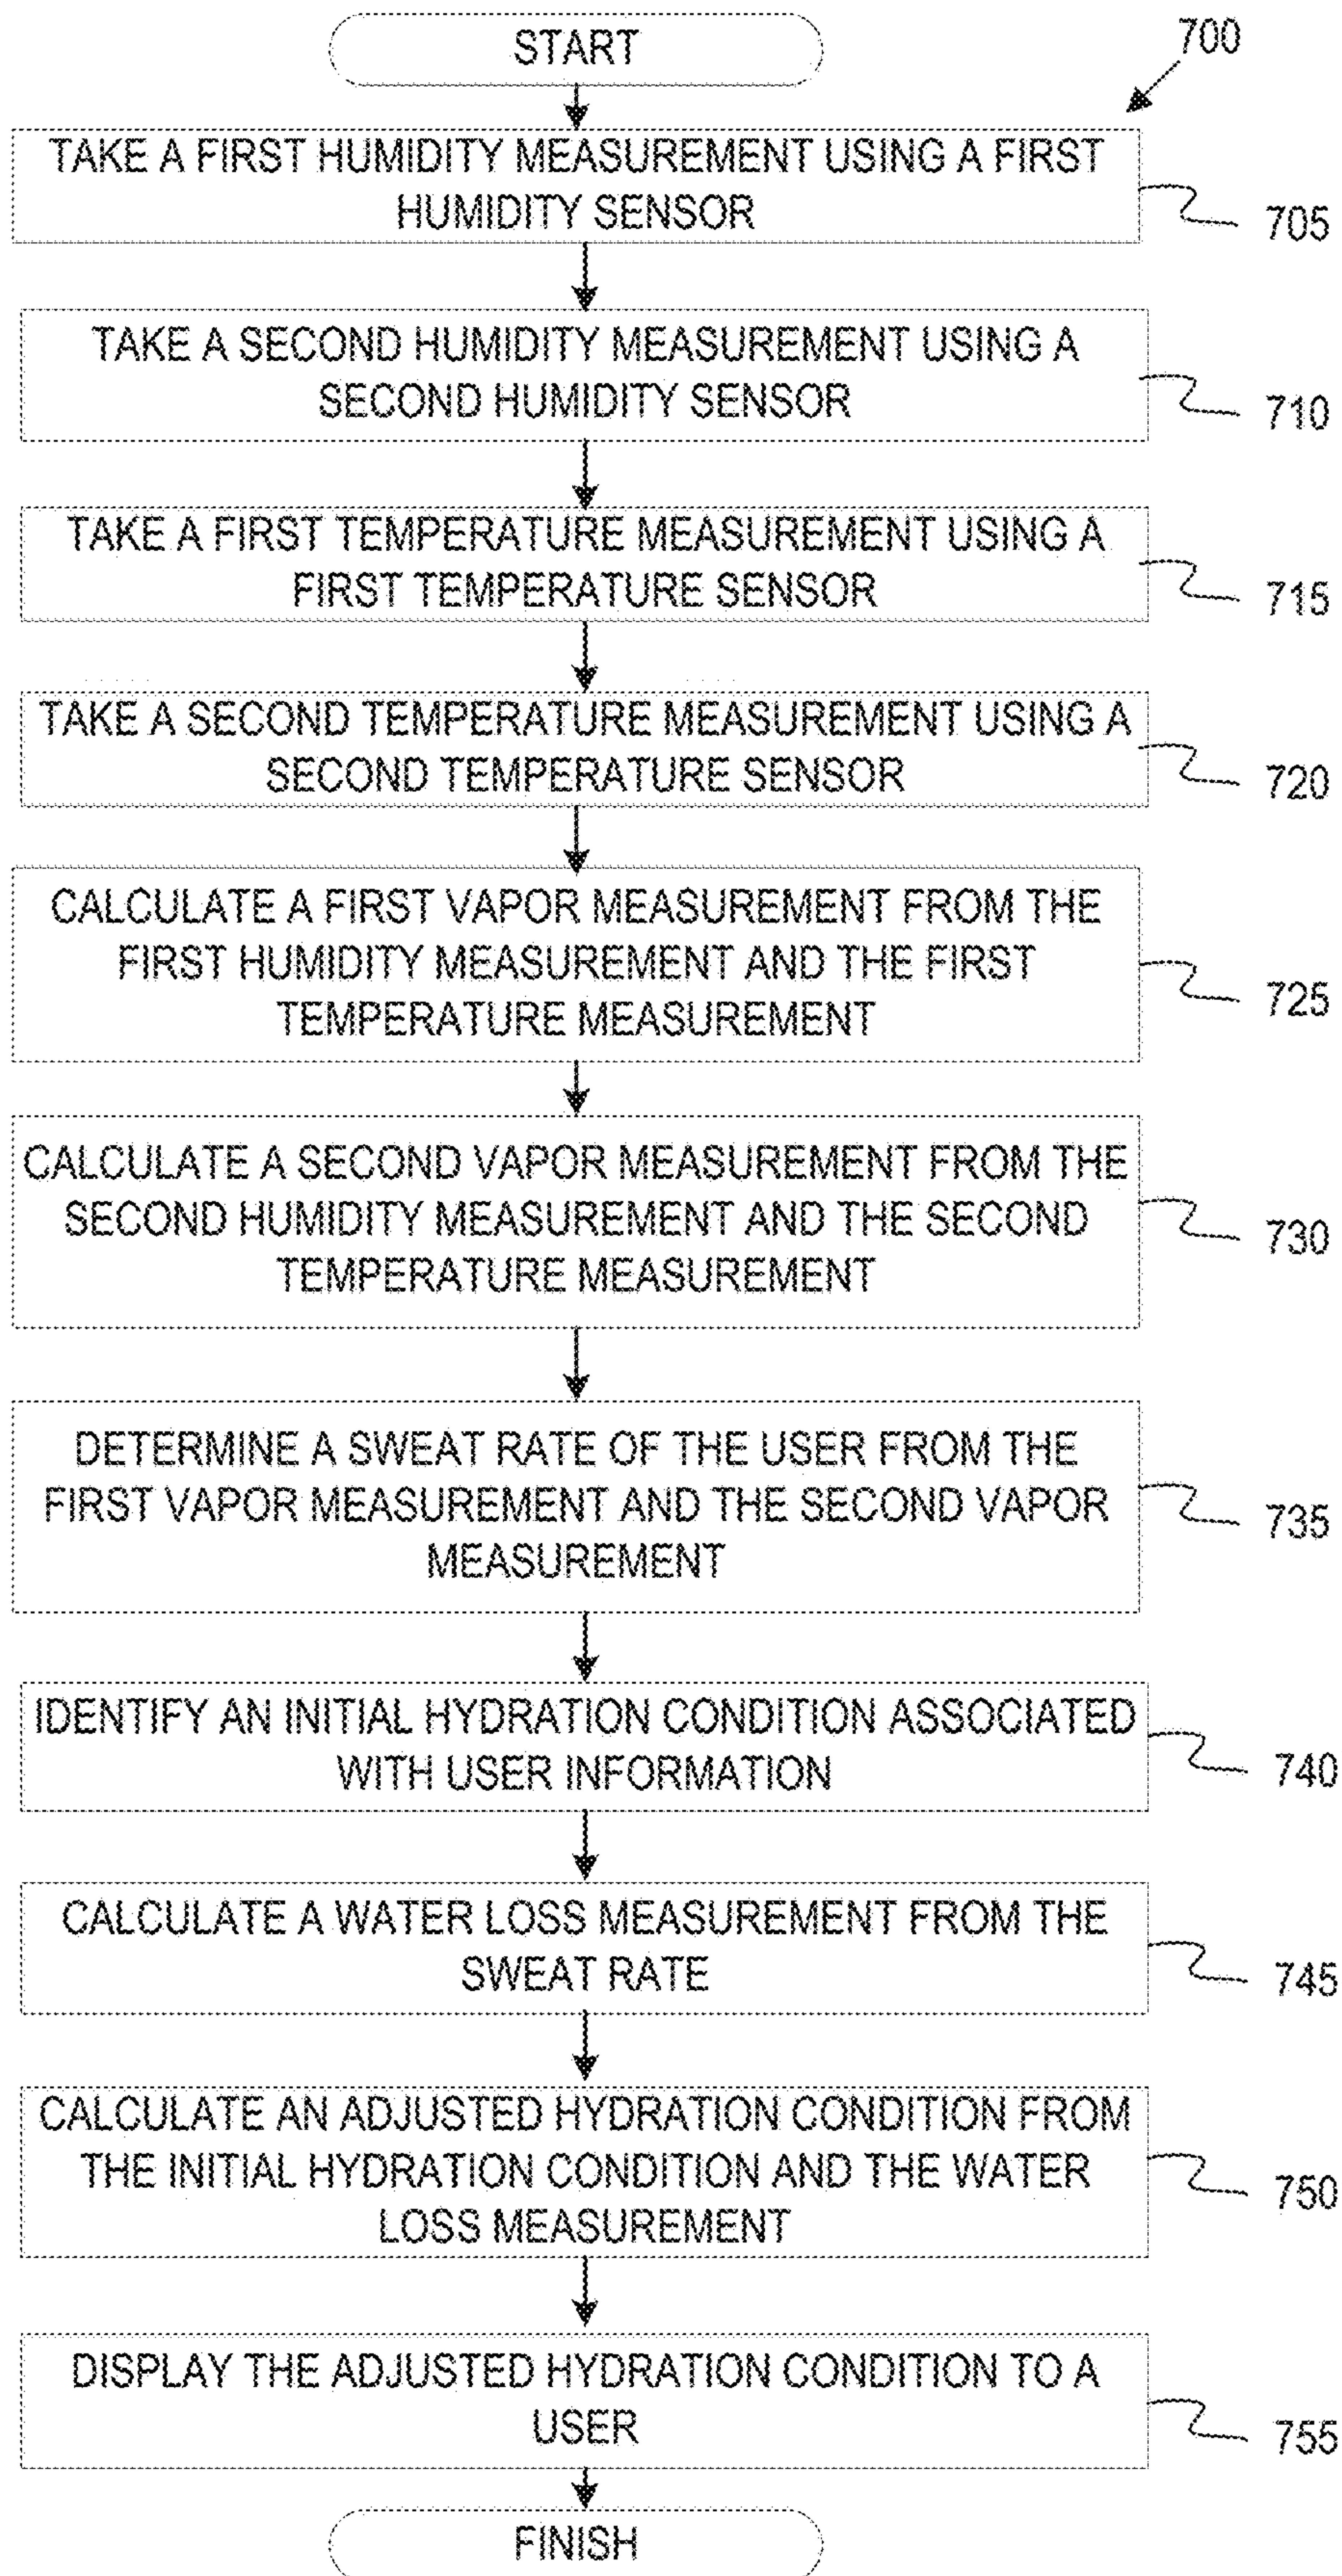 START
700
TAKE A FIRST HUMIDITY MEASUREMENT USING A FIRST
HUMIDITY SENSOR
705
TAKE A SECOND HUMIDITY MEASUREMENT USING A
SECOND HUMIDITY SENSOR
710
TAKE A FIRST TEMPERATURE MEASUREMENT USING A
FIRST TEMPERATURE SENSOR
715
TAKE A SECOND TEMPERATURE MEASUREMENT USING A
SECOND TEMPERATURE SENSOR
720
CALCULATE A FIRST VAPOR MEASUREMENT FROM THE
FIRST HUMIDITY MEASUREMENT AND THE FIRST
TEMPERATURE MEASUREMENT
725
CALCULATE A SECOND VAPOR MEASUREMENT FROM THE
SECOND HUMIDITY MEASUREMENT AND THE SECOND
TEMPERATURE MEASUREMENT
730
DETERMINE A SWEAT RATE OF THE USER FROM THE
FIRST VAPOR MEASUREMENT AND THE SECOND VAPOR
MEASUREMENT
735
IDENTIFY AN INITIAL HYDRATION CONDITION ASSOCIATED
WITH USER INFORMATION
740
CALCULATE A WATER LOSS MEASUREMENT FROM THE
SWEAT RATE
745
CALCULATE AN ADJUSTED HYDRATION CONDITION FROM
THE INITIAL HYDRATION CONDITION AND THE WATER
LOSS MEASUREMENT
750
DISPLAY THE ADJUSTED HYDRATION CONDITION TO A
USER
755
FINISH